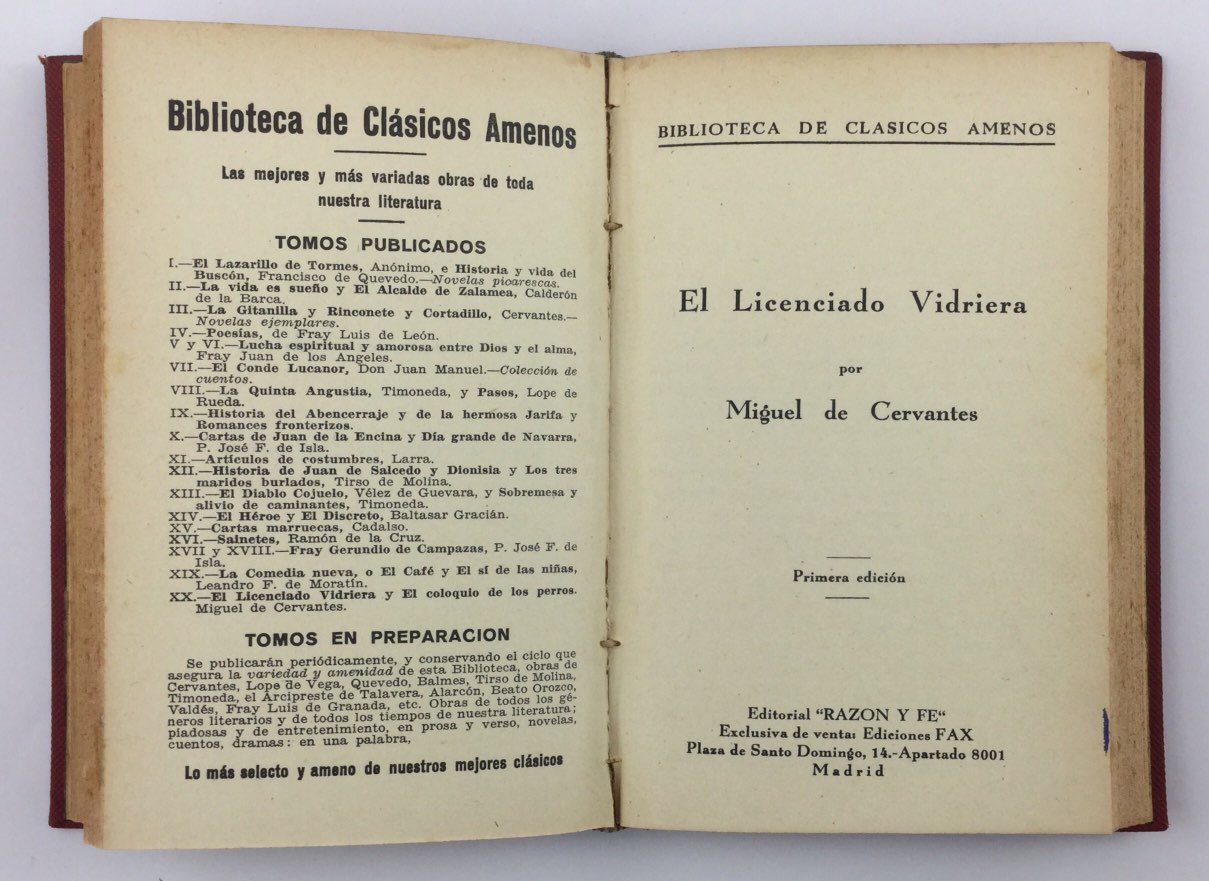 Biblioteca de Clásicos Amenos
Las mejores y más variadas obras de toda
nuestra literatura
TOMOS PUBLICADOS
I.—El Lazarillo de Tormes, Anónimo, e Historia y vida del
Buscón, Francisco de Quevedo.—Novelas picarescas.
II.—La vida es sueño y El Alcalde de Zalamea, Calderón
de la Barca.
III.—La Gitanilla y Rinconete y Cortadillo, Cervantes.—
Novelas ejemplares.
IV.—Poesías, de Fray Luis de León.
V y VI.—Lucha espiritual y amorosa entre Dios y el alma,
Fray Juan de los Angeles.
VII.—El Conde Lucanor, Don Juan Manuel.—Colección de
cuentos.
VIII.—La Quinta Angustia, Timoneda, y Pasos, Lope de
Rueda.
IX.—Historia del Abencerraje y de la hermosa Jarifa y
Romances fronterizos.
X.—Cartas de Juan de la Encina y Día grande de Navarra,
P. José F. de Isla.
XI.—Artículos de costumbres, Larra.
XII.—Historia de Juan de Salcedo y Dionisia y Los tres
maridos burlados, Tirso de Molina.
XIII.—El Diablo Cojuelo, Vélez de Guevara, y Sobremesa y
alivio de caminantes, Timoneda.
XIV.—El Héroe y El Discreto, Baltasar Gracián.
XV.—Cartas marruecas, Cadalso.
XVI.—Sainetes, Ramón de la Cruz.
XVII y XVIII.—Fray Gerundio de Campazas, P. José F. de
Isla.
XIX.—La Comedia nueva, o El Café y El sí de las niñas,
Leandro F. de Moratín.
XX.—El Licenciado Vidriera y El coloquio de los perros.
Miguel de Cervantes.
TOMOS EN PREPARACION
Se publicarán periódicamente, y conservando el ciclo que
asegura la variedad y amenidad de esta Biblioteca, obras de
Cervantes, Lope de Vega, Quevedo, Balmes, Tirso de Molina,
Timoneda, el Arcipreste de Talavera, Alarcón, Beato Orozco,
Valdés, Fray Luis de Granada, etc. Obras de todos los gé-
neros literarios y de todos los tiempos de nuestra literatura;
piadosas y de entretenimiento, en prosa y verso, novelas,
cuentos, dramas: en una palabra,
Lo más selecto y ameno de nuestros mejores clásicos
BIBLIOTECA DE CLASICOS AMENOS
El Licenciado Vidriera
por
Miguel de Cervantes
Primera edición
Editorial "RAZON Y FE"
Exclusiva de venta: Ediciones FAX
Plaza de Santo Domingo, 14.-Apartado 8001
Madrid